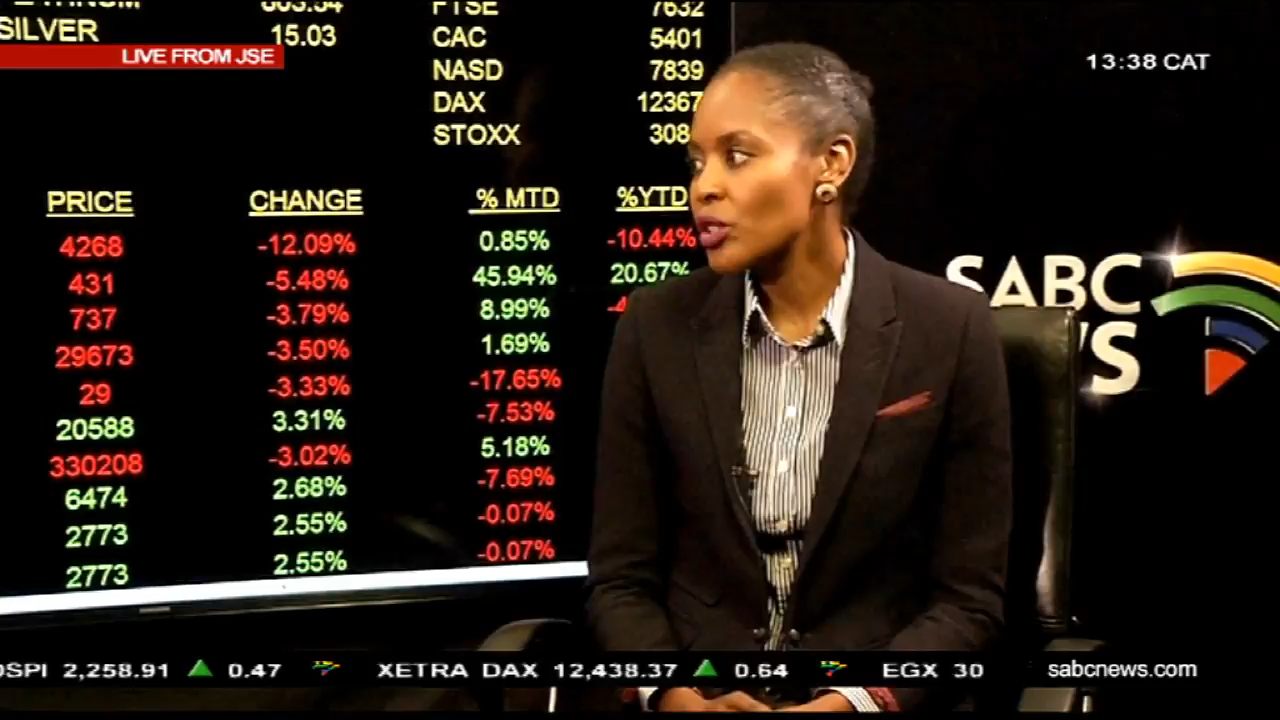 SILVER 15.03
LIVE FROM JSE
FTSE 7632
CAC 5401
NASD 7839
DAX 12367
STOXX 308
13:38 CAT
PRICE CHANGE % MTD %YTD
4268 -12.09% 0.85% -10.44%
431 -5.48% 45.94% 20.67%
737 -3.79% 8.99% -4
29673 -3.50% 1.69%
29 -3.33% -17.65%
20588 3.31% -7.53%
330208 -3.02% 5.18%
6474 2.68% -7.69%
2773 2.55% -0.07%
2773 2.55% -0.07%
SABC
OSPI 2,258.91 ▲ 0.47 XETRA DAX 12,438.37 ▲ 0.64 EGX 30
sabcnews.com